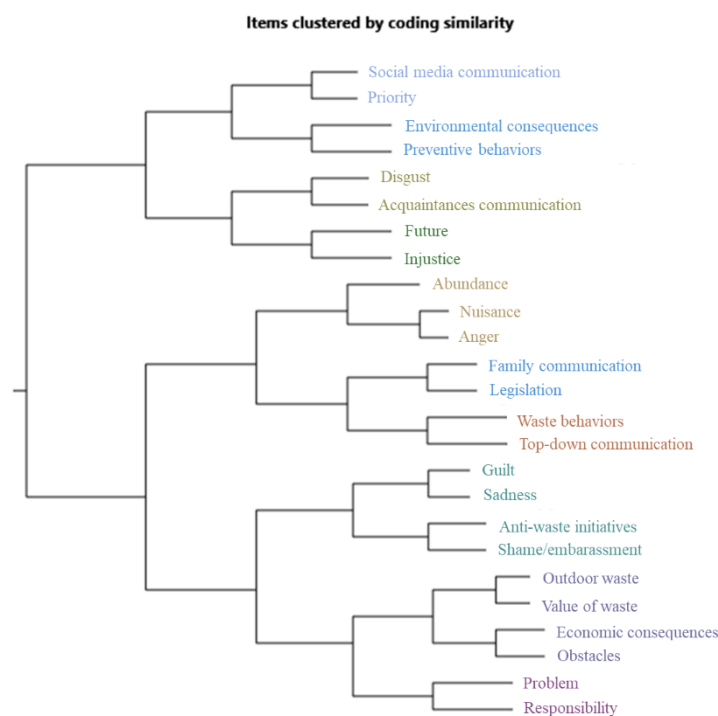 Items clustered by coding similarity
Social media communication
Priority
Environmental consequences
Preventive behaviors
Disgust
Acquaintances communication
Future
Injustice
Abundance
Nuisance
Anger
Family communication
Legislation
Waste behaviors
Top-down communication
Guilt
Sadness
Anti-waste initiatives
Shame/embarassment
Outdoor waste
Value of waste
Economic consequences
Obstacles
Problem
Responsibility